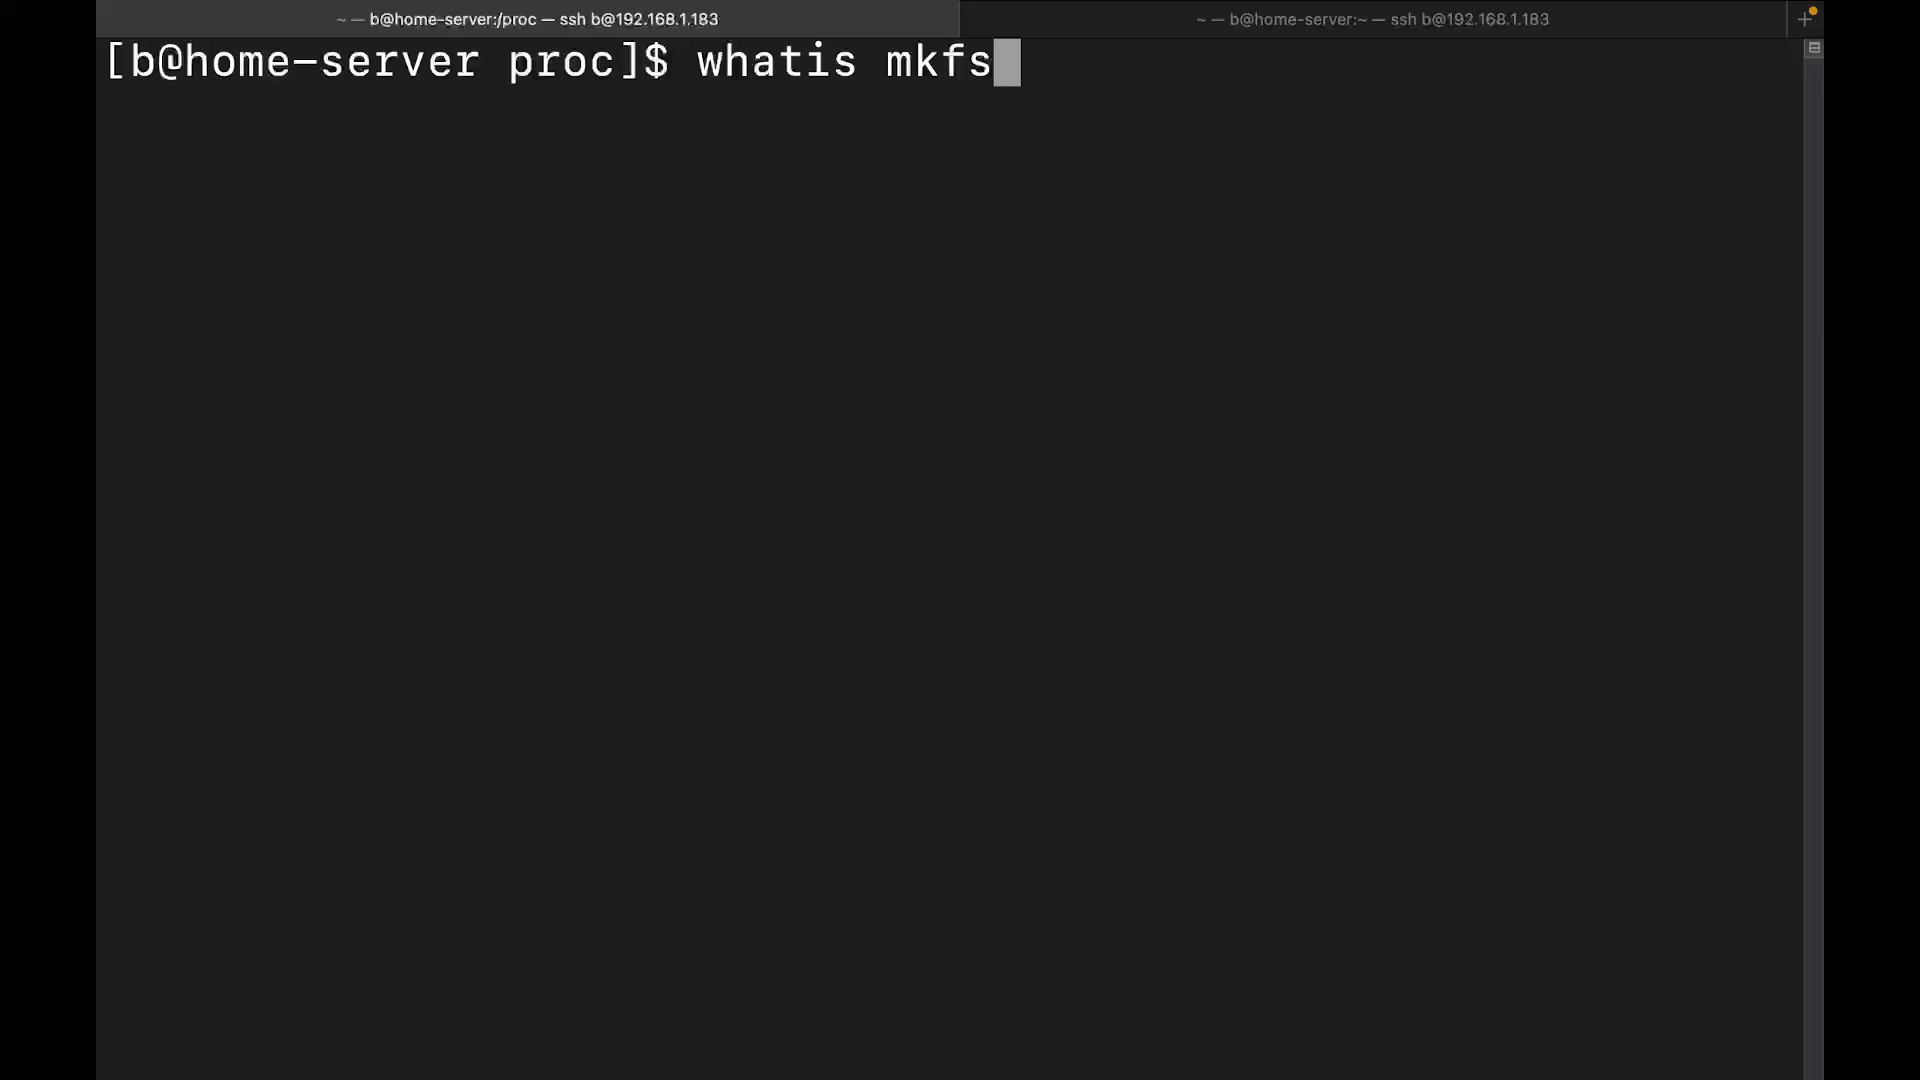 ~ — b@home-server:/proc — ssh b@192.168.1.183
~ — b@home-server:~ — ssh b@192.168.1.183
+
[b@home-server proc]$ whatis mkfs